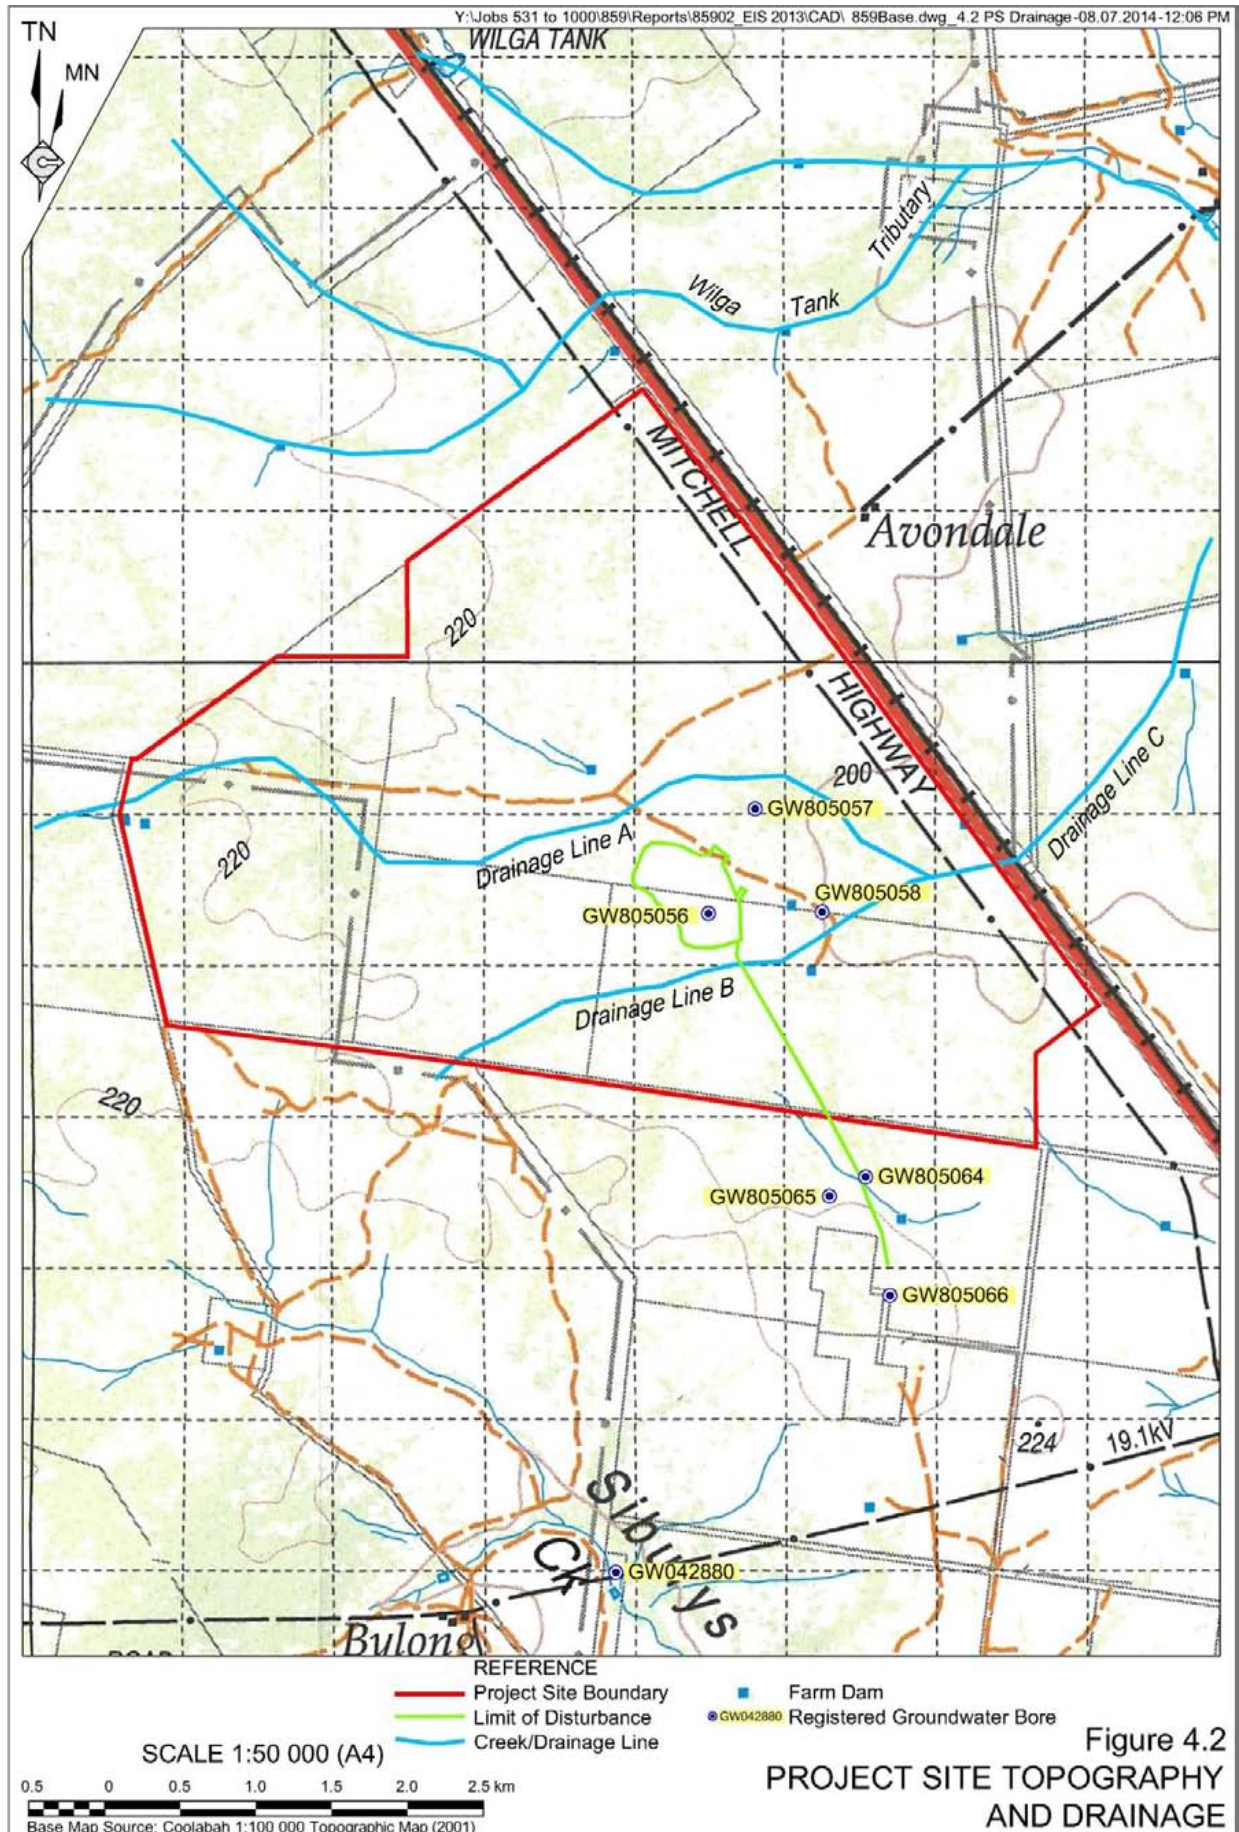 Y:\Jobs 531 to 1000\859\Reports\85902_EIS 2013\CAD\ 859Base.dwg_4.2 PS Drainage-08.07.2014-12:06 PM
TN
MN
WILGA TANK
Tributary
Wilga
Tank
MITCHELL
Avondale
220
HIGHWAY
200
Drainage Line C
GW805057
Drainage Line A
220
GW805058
GW805056
Drainage Line B
220
GW805064
GW805065
GW805066
224
19.1kV
Ck
GW042880
Bulong
REFERENCE
Project Site Boundary
Limit of Disturbance
Creek/Drainage Line
Farm Dam
GW042880 Registered Groundwater Bore
SCALE 1:50 000 (A4)
0.5 0 0.5 1.0 1.5 2.0 2.5 km
Base Map Source: Coolabah 1:100 000 Topographic Map (2001)
Figure 4.2
PROJECT SITE TOPOGRAPHY
AND DRAINAGE